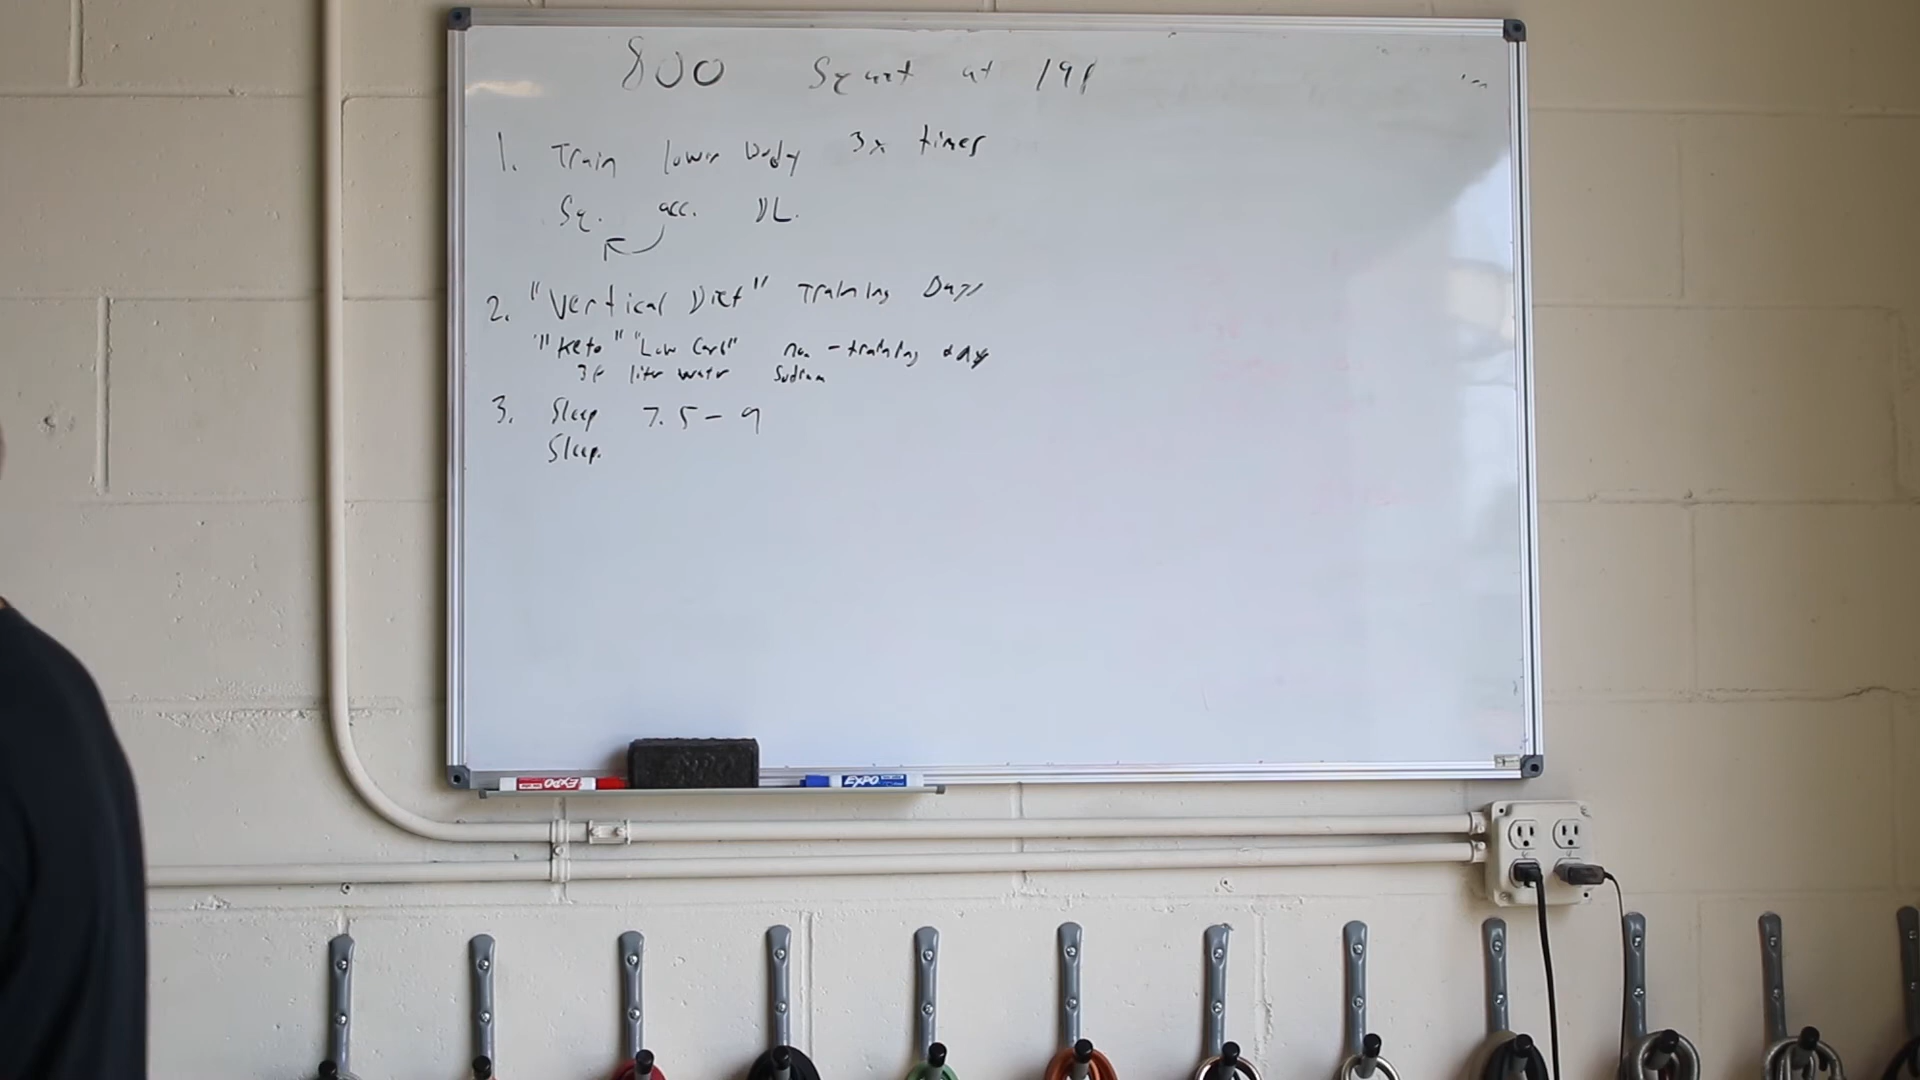 800 Squat at 198
1. Train lower body 3x times
Sq. acc. DL.
2. "Vertical Diet" Training Days
"Keto" "Low Carb" non-training day
3+ liter water Sodium
3. Sleep 7.5-9
Sleep.
EXPO
EXPO